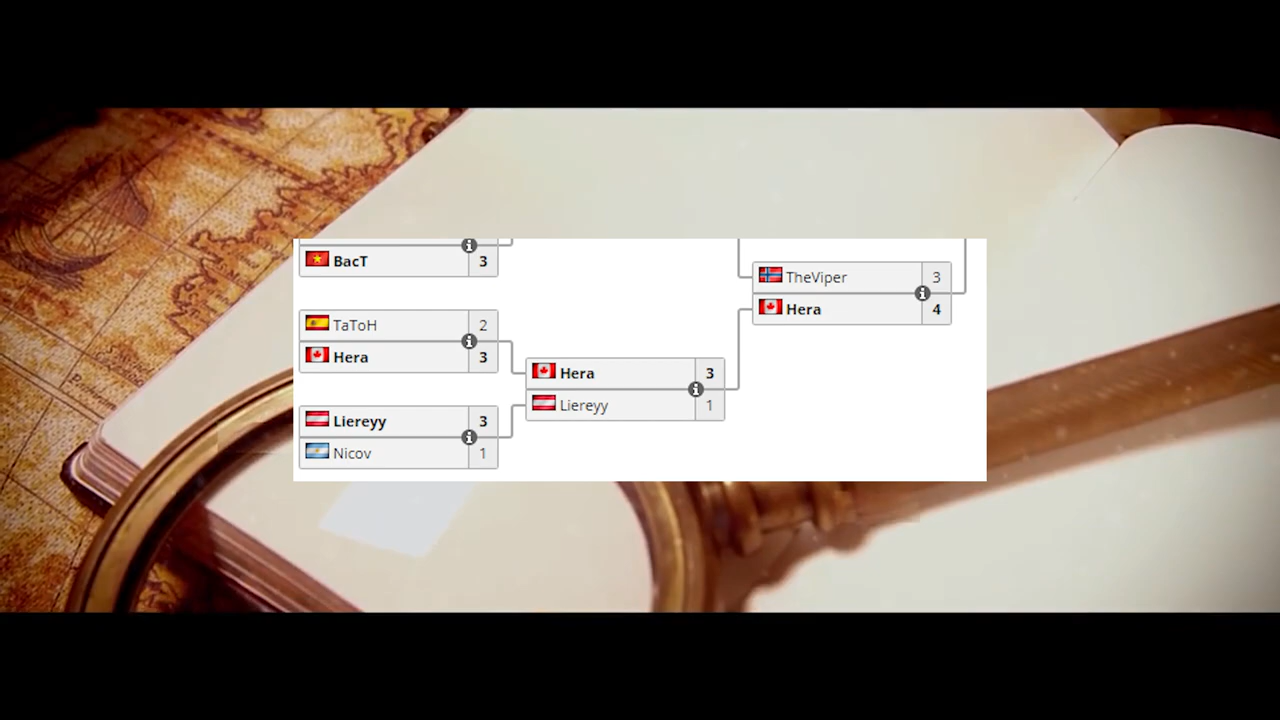 BacT 3
TaToH 2
Hera 3
Liereyy 3
Nicov 1
Hera 3
Liereyy 1
TheViper 3
Hera 4